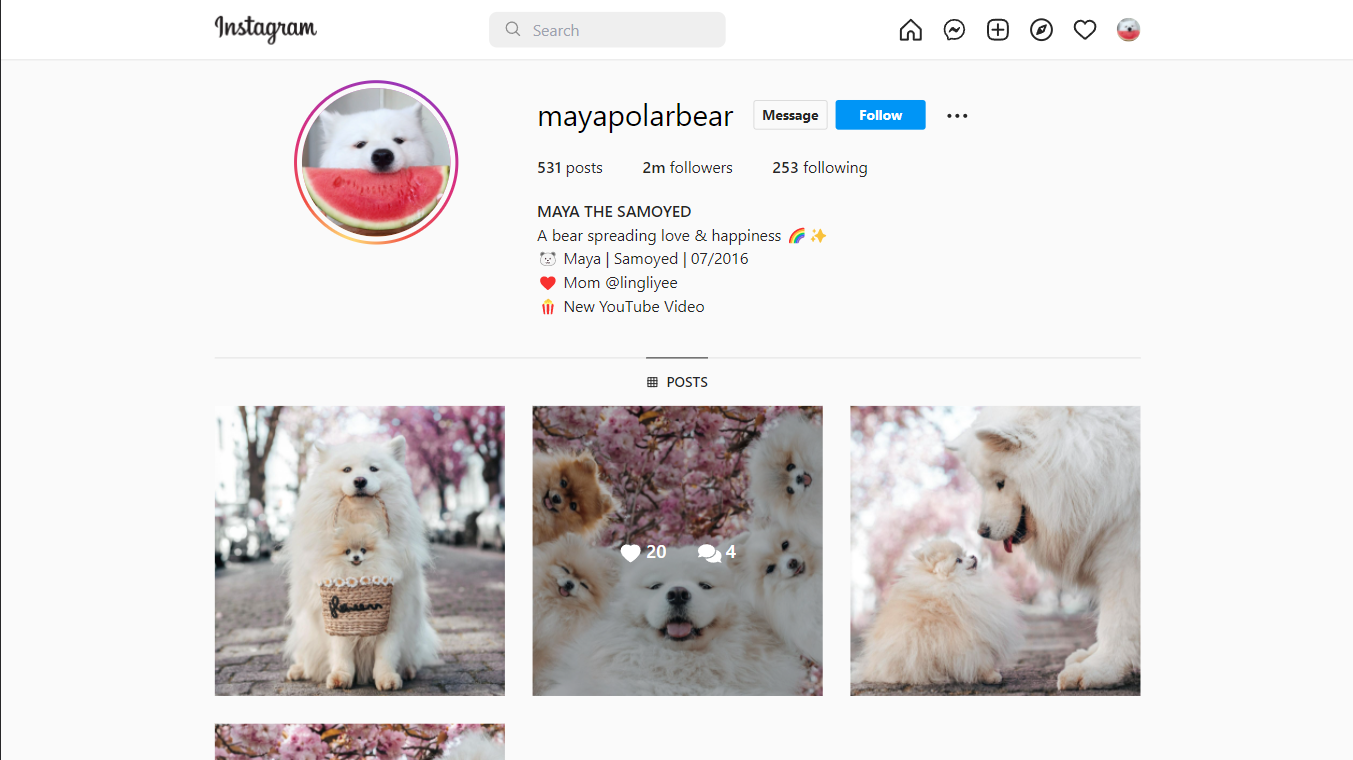 Instagram
Search
mayapolarbear Message Follow
531 posts 2m followers 253 following
MAYA THE SAMOYED
A bear spreading love & happiness 🌈 ✨
🐻‍❄️ Maya | Samoyed | 07/2016
❤️ Mom @lingliyee
🍿 New YouTube Video
POSTS
20 4